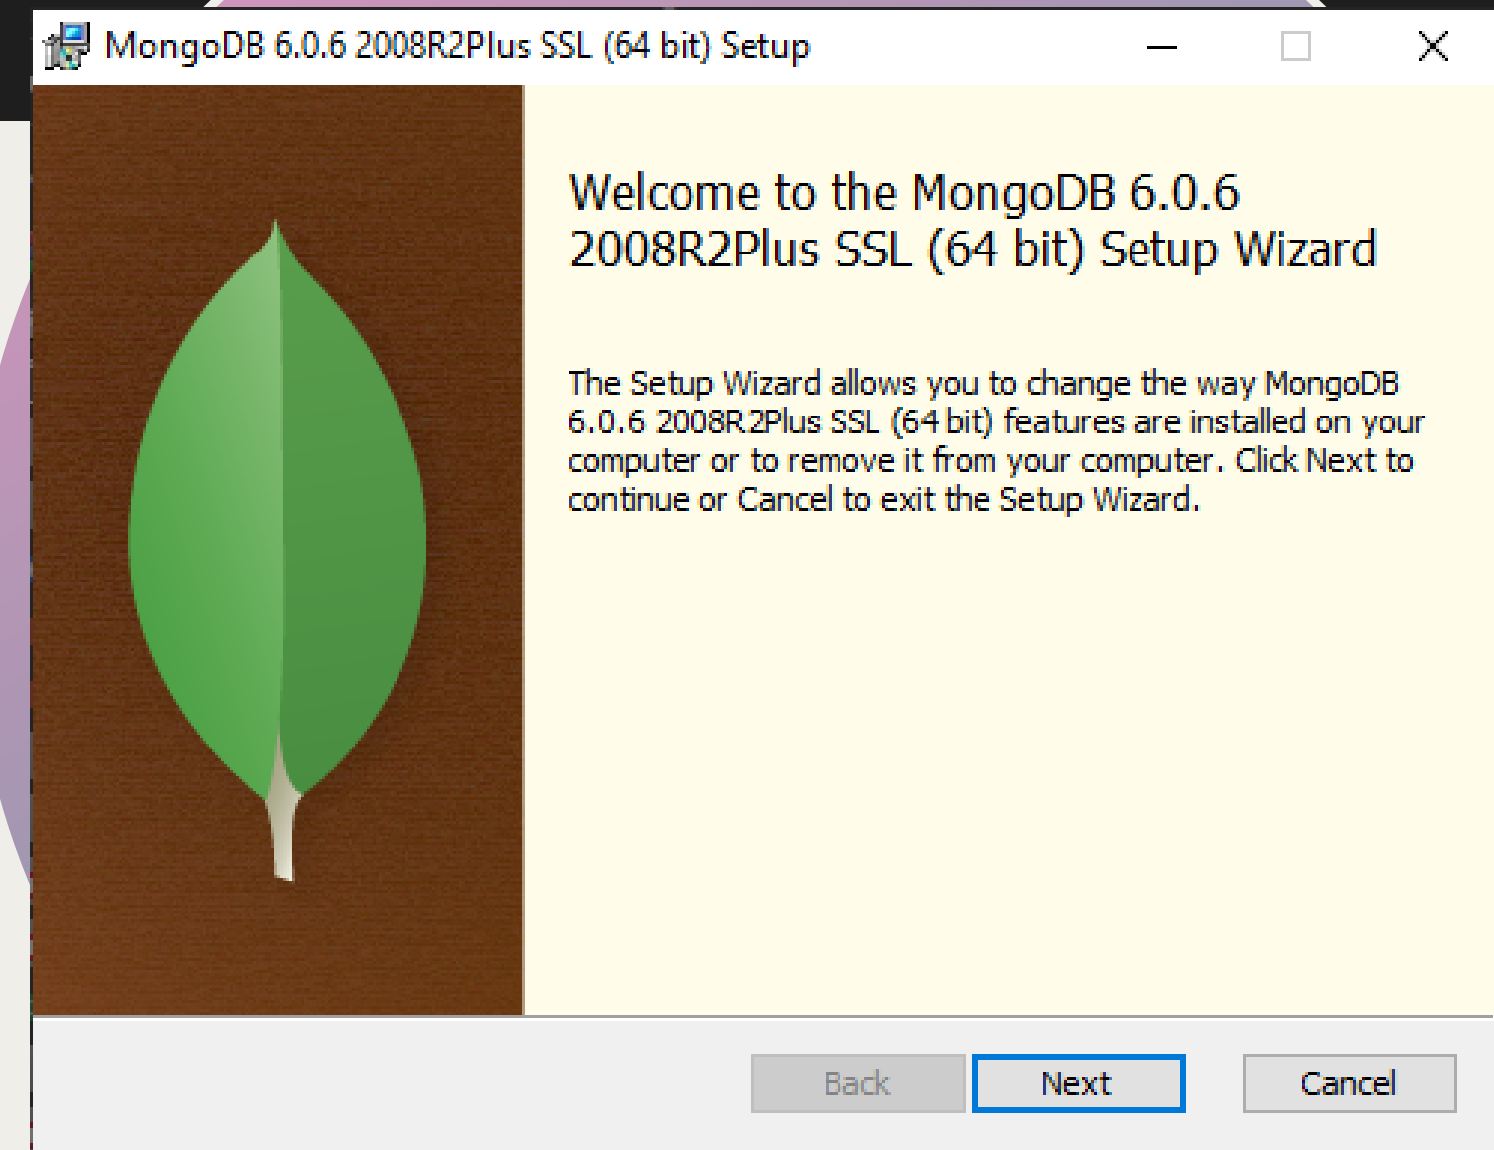 MongoDB 6.0.6 2008R2Plus SSL (64 bit) Setup
Welcome to the MongoDB 6.0.6
2008R2Plus SSL (64 bit) Setup Wizard
The Setup Wizard allows you to change the way MongoDB
6.0.6 2008R2Plus SSL (64 bit) features are installed on your
computer or to remove it from your computer. Click Next to
continue or Cancel to exit the Setup Wizard.
Back Next Cancel